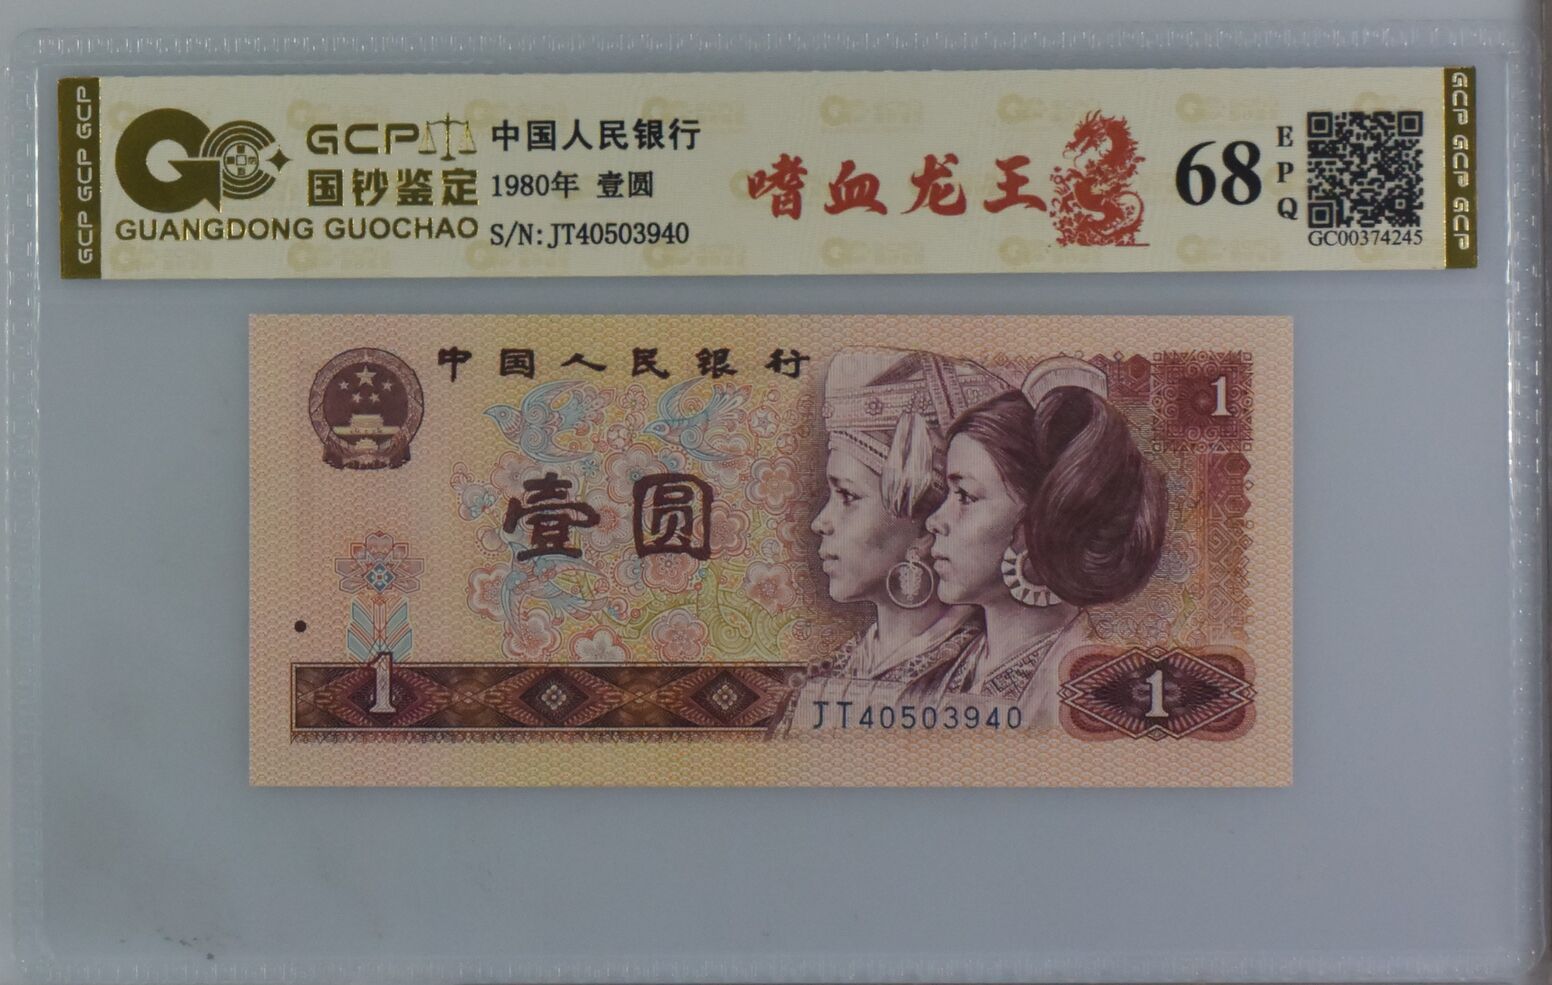 GCP GCP GCP
GCP
国钞鉴定
GUANGDONG GUOCHAO
中国人民银行
1980年 壹圆
S/N:JT40503940
嗜血龙王
68
EPQ
GC00374245
GCP GCP GCP
中国人民银行
1
壹圆
1
JT40503940
1